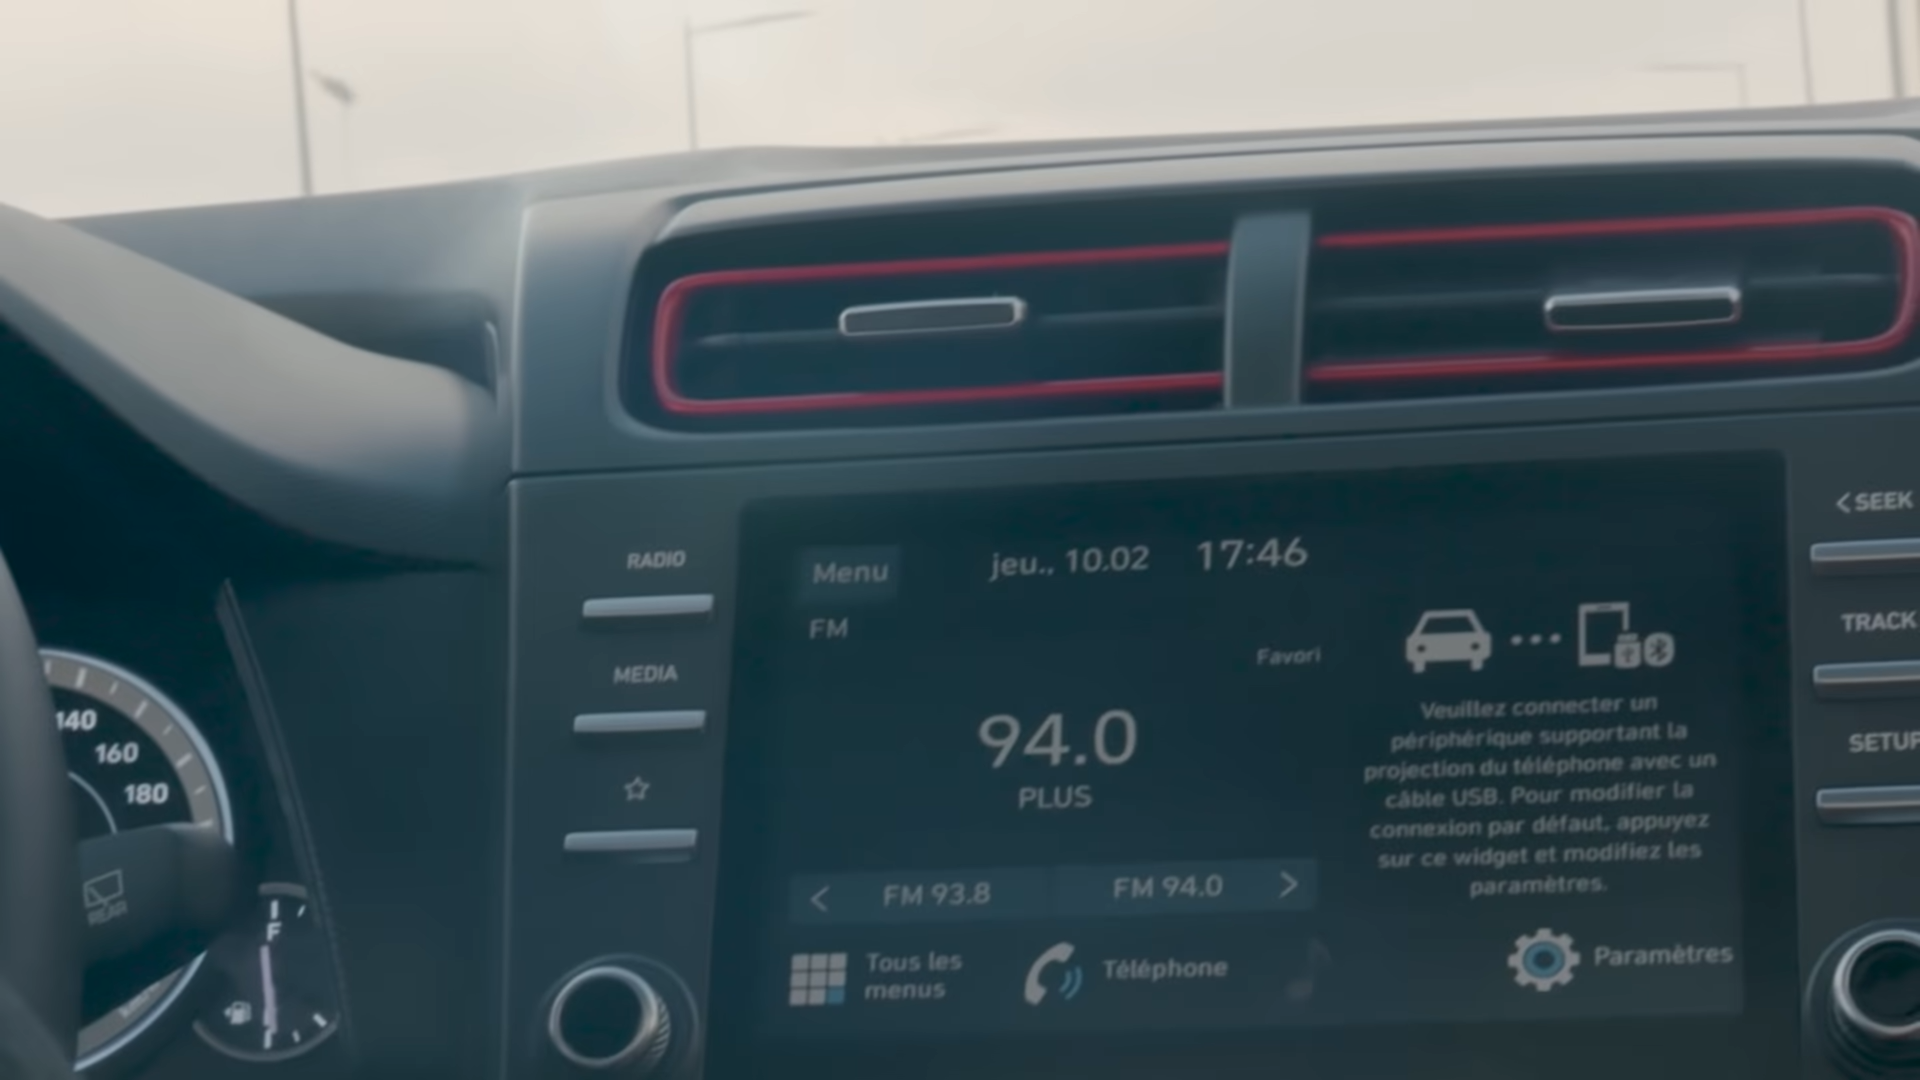 RADIO
MEDIA
< SEEK
TRACK
SETUP
Menu
jeu., 10.02 17:46
FM
Favori
94.0
PLUS
< FM 93.8
FM 94.0 >
Tous les
menus
Téléphone
Veuillez connecter un
périphérique supportant la
projection du téléphone avec un
câble USB. Pour modifier la
connexion par défaut, appuyez
sur ce widget et modifiez les
paramètres.
Paramètres
140
160
180
REAR
F